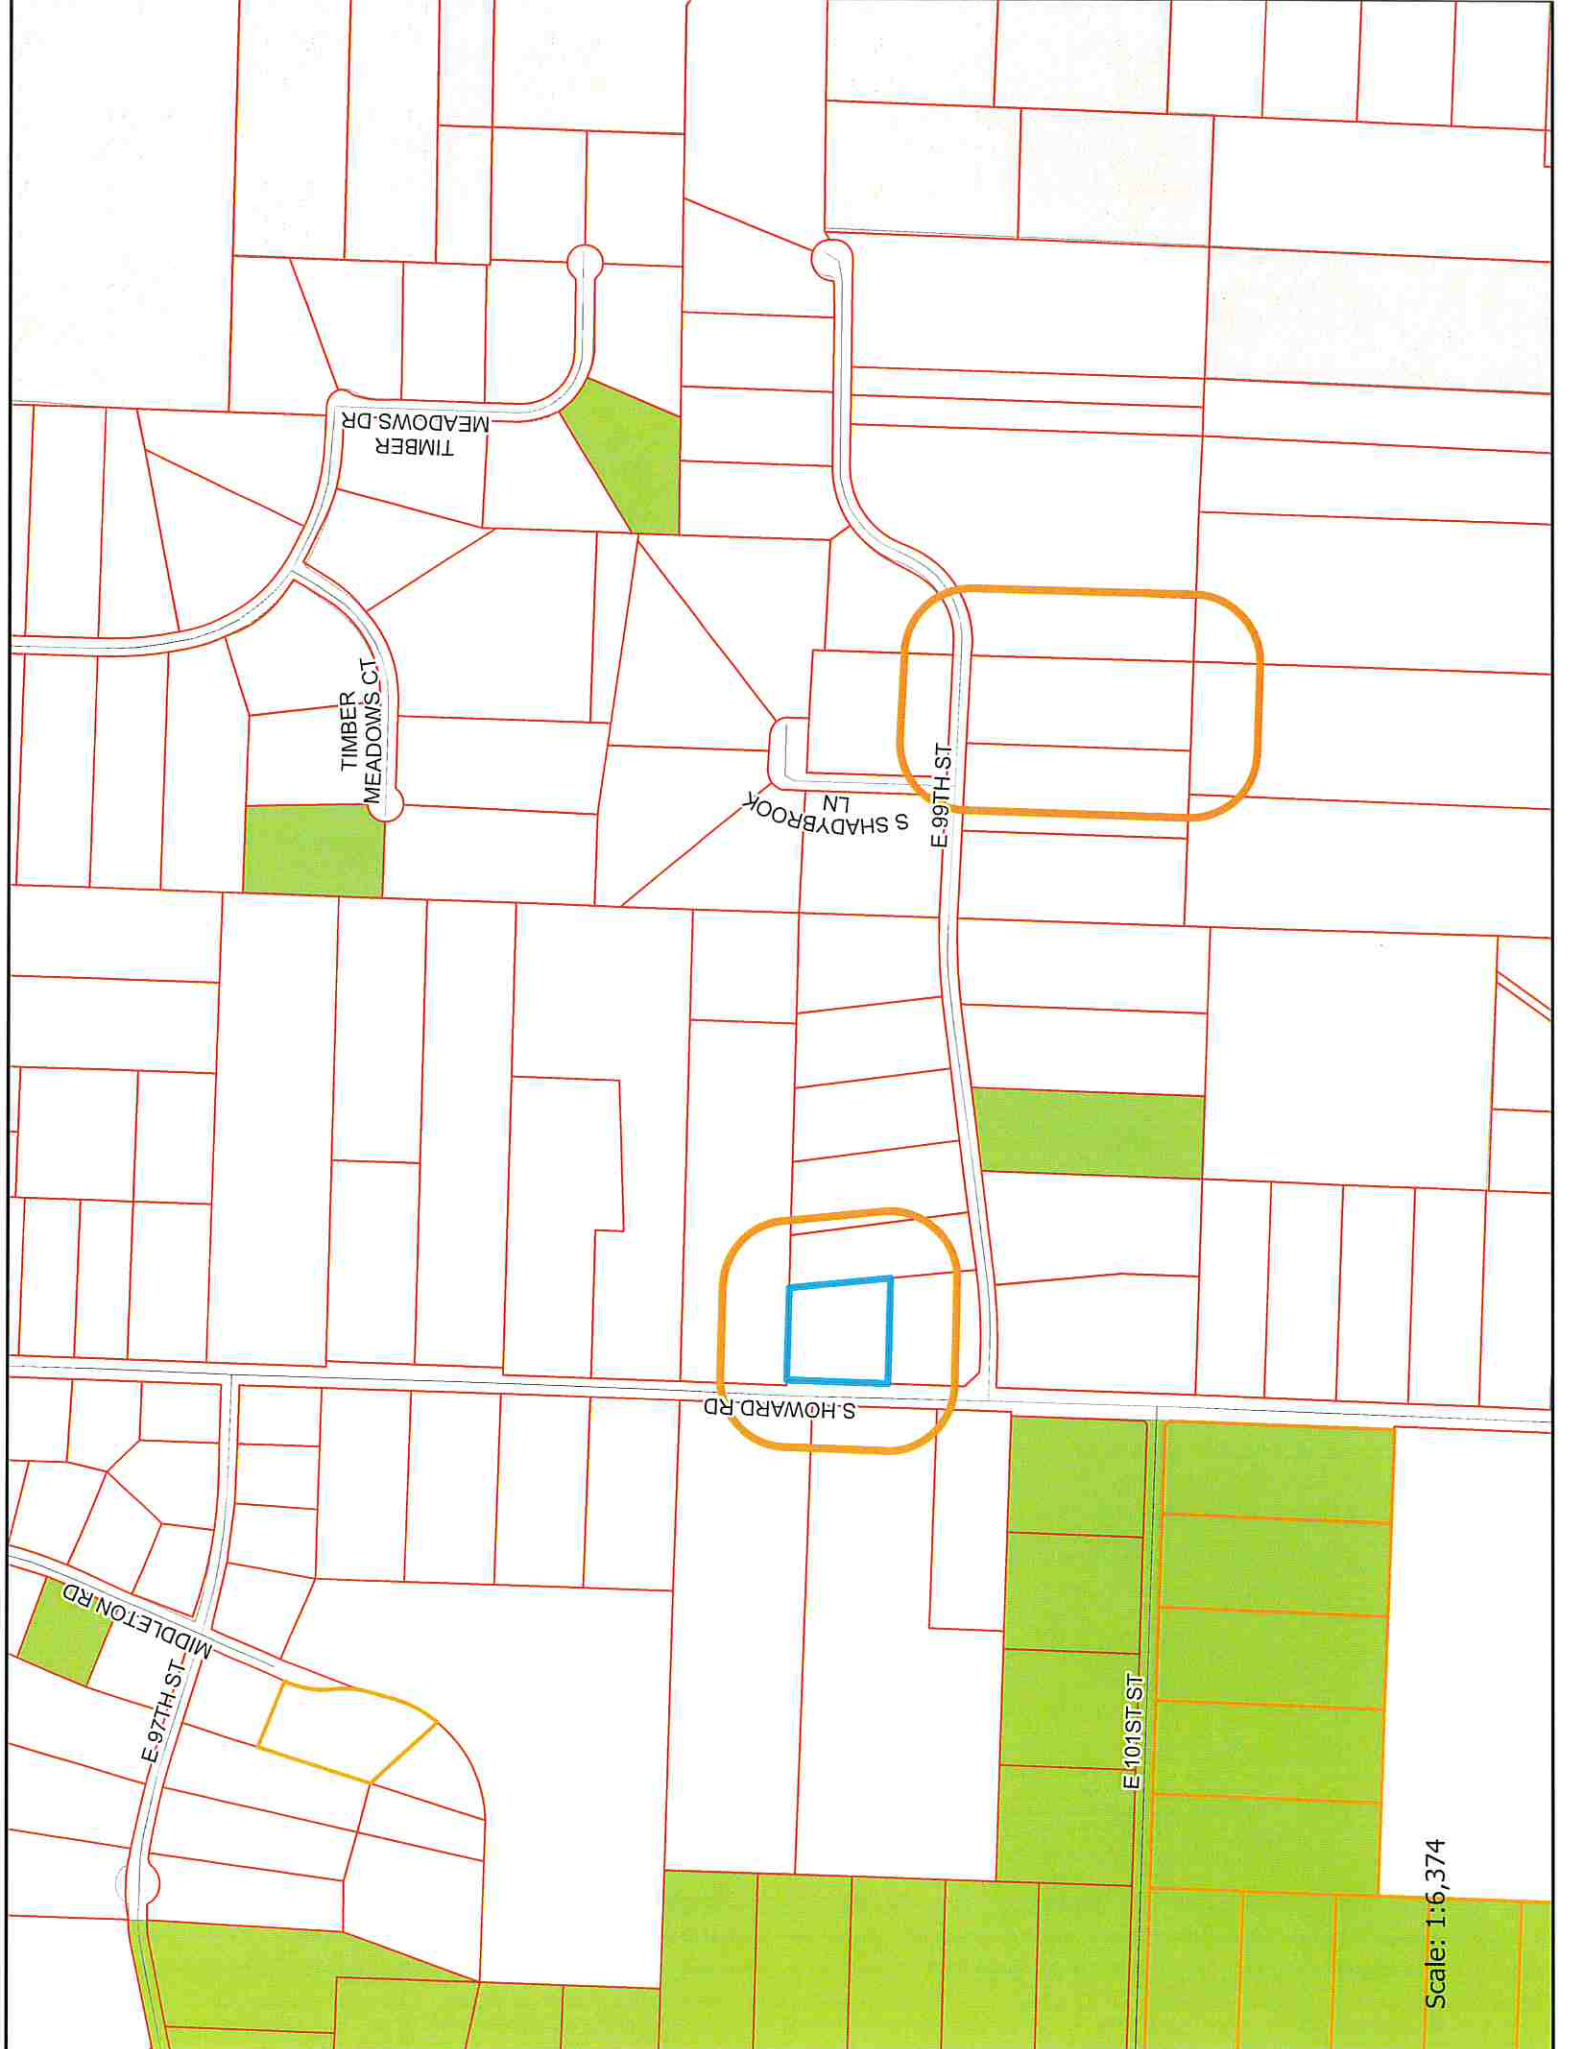 TIMBER
MEADOWS DR
TIMBER
MEADOWS CT
S SHADYBROOK
LN
E 99TH ST
S HOWARD RD
MIDDLETON RD
E 97TH ST
E 101ST ST
Scale: 1:6,374